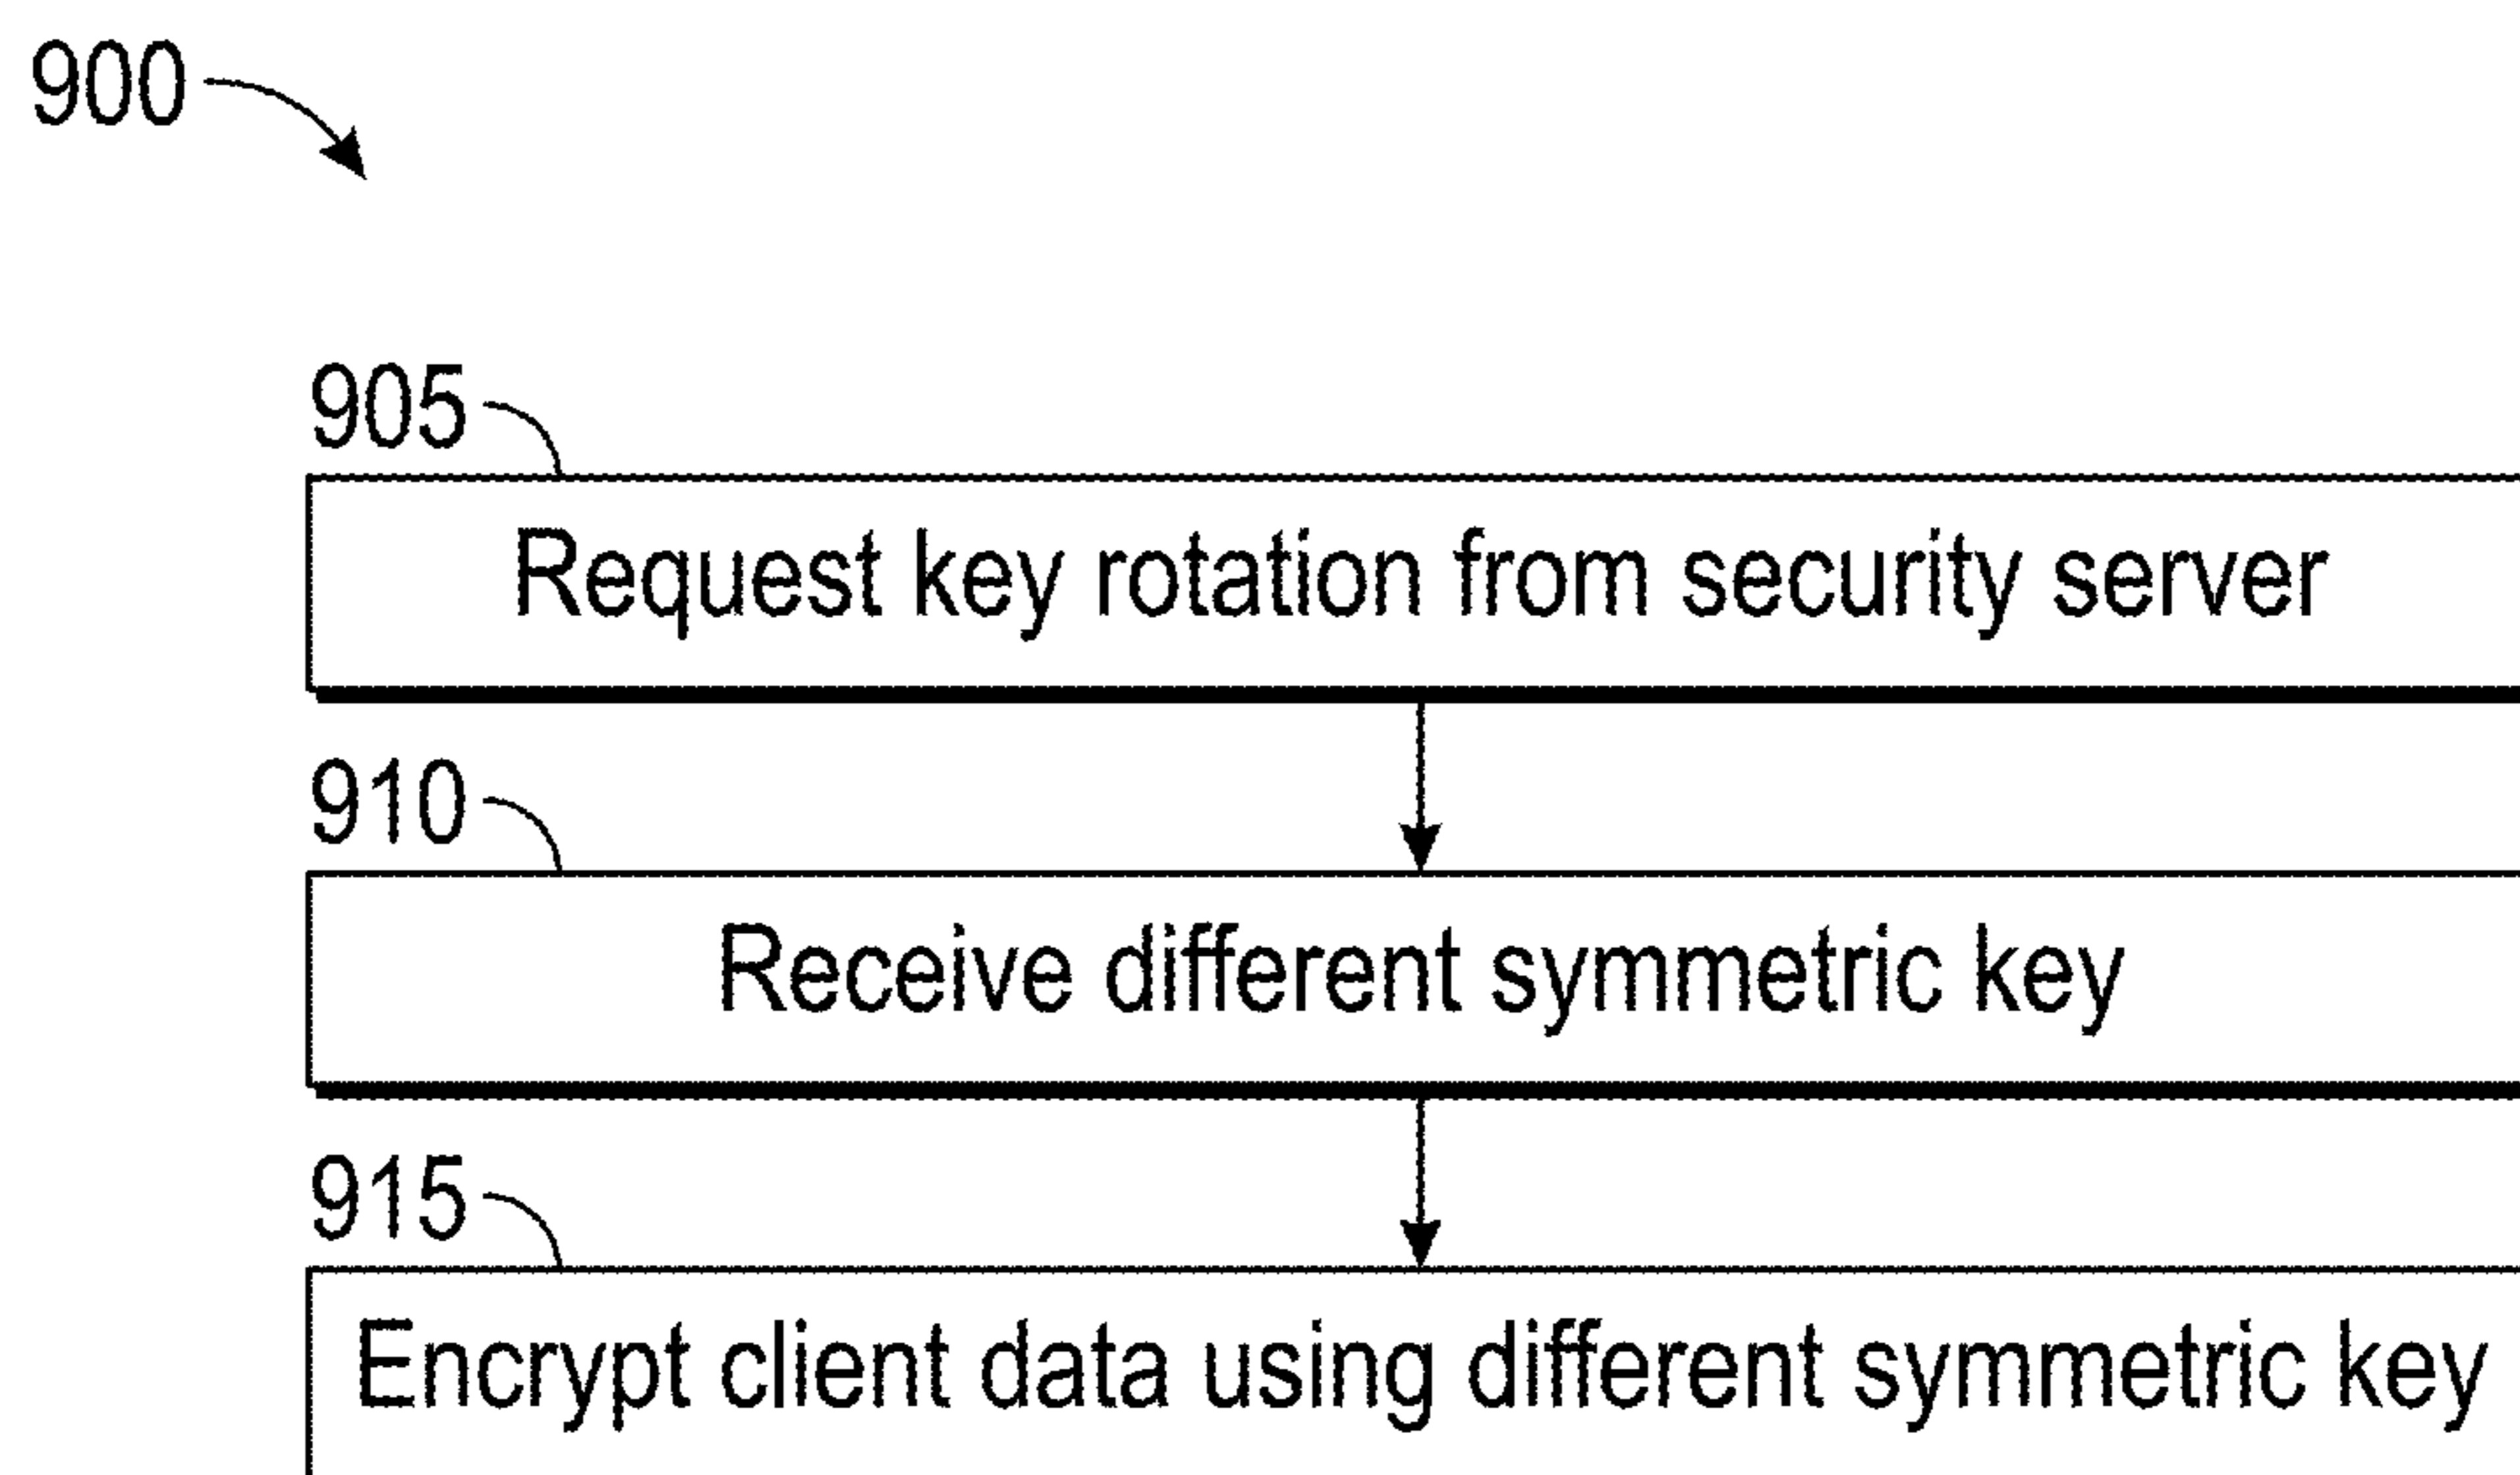 900
905
Request key rotation from security server
910
Receive different symmetric key
915
Encrypt client data using different symmetric key